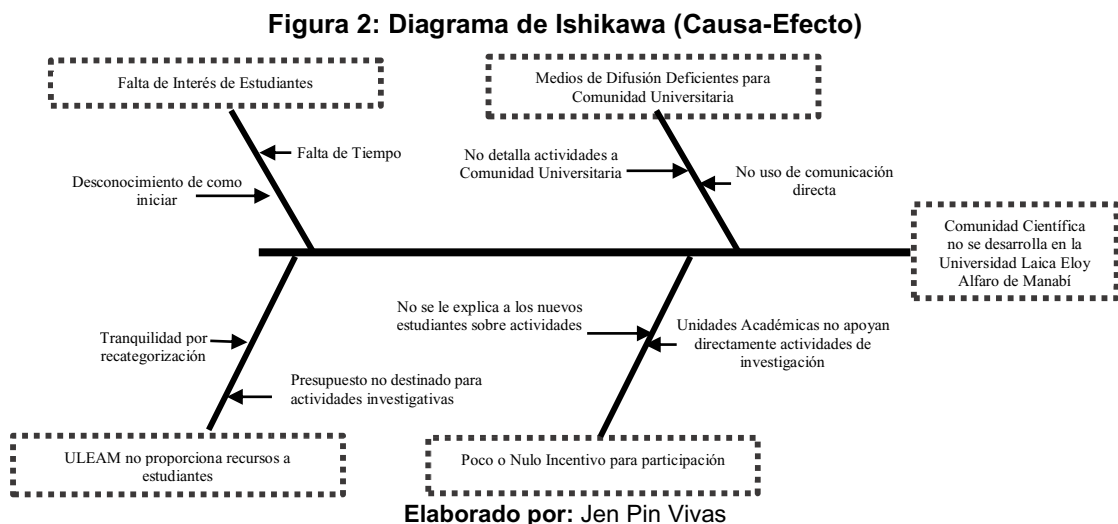 Figura 2: Diagrama de Ishikawa (Causa-Efecto)
Falta de Interés de Estudiantes
Medios de Difusión Deficientes para
Comunidad Universitaria
Falta de Tiempo
Desconocimiento de como
iniciar
No detalla actividades a
Comunidad Universitaria
No uso de comunicación
directa
Comunidad Científica
no se desarrolla en la
Universidad Laica Eloy
Alfaro de Manabí
Tranquilidad por
recategorización
Presupuesto no destinado para
actividades investigativas
No se le explica a los nuevos
estudiantes sobre actividades
Unidades Académicas no apoyan
directamente actividades de
investigación
ULEAM no proporciona recursos a
estudiantes
Poco o Nulo Incentivo para participación
Elaborado por: Jen Pin Vivas